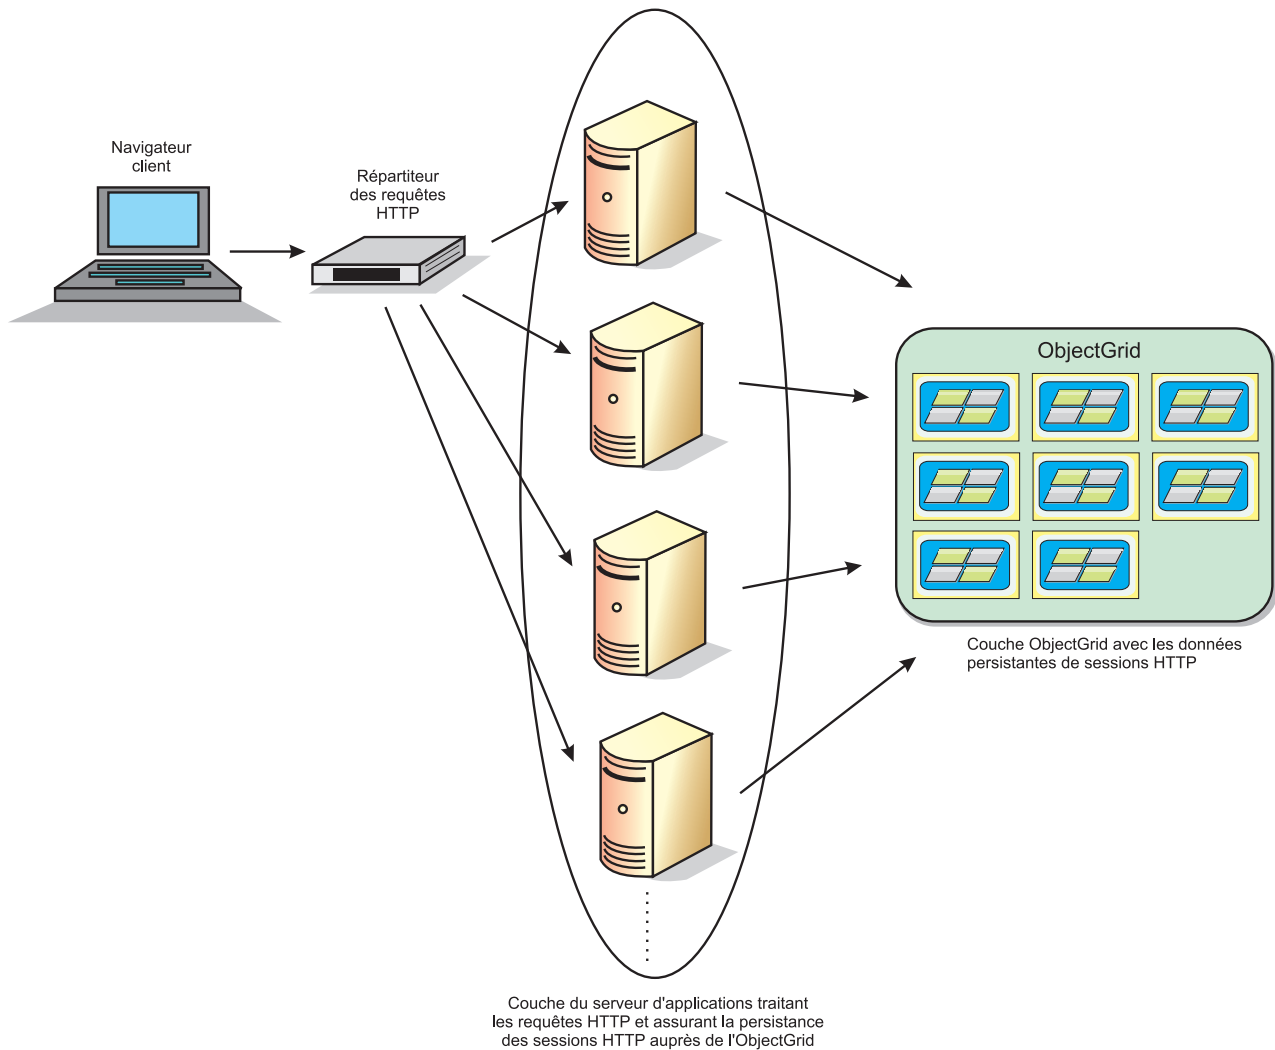 Navigateur
client
Répartiteur
des requêtes
HTTP
ObjectGrid
Couche ObjectGrid avec les données
persistantes de sessions HTTP
Couche du serveur d'applications traitant
les requêtes HTTP et assurant la persistance
des sessions HTTP auprès de l'ObjectGrid